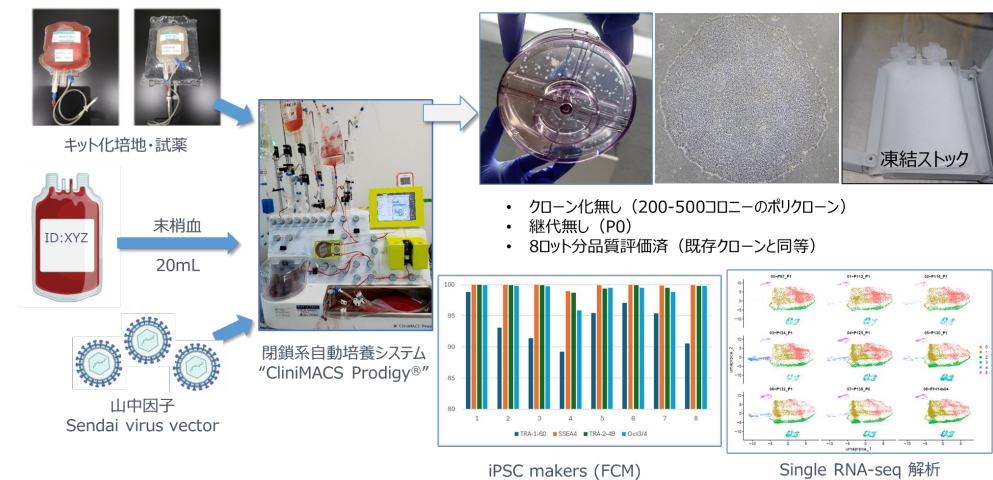 キット化培地・試薬
ID:XYZ
末梢血
20mL
山中因子
Sendai virus vector
閉鎖系自動培養システム
“CliniMACS Prodigy®”
凍結ストック
• クローン化無し（200-500コロニーのポリクローン）
• 継代無し（P0）
• 8ロット分品質評価済（既存クローンと同等）
100
95
90
85
80
1 2 3 4 5 6 7 8
TRA-1-60 SSEA4 TRA-2-49 Oct3/4
iPSC makers (FCM)
umaprpca_2
umaprpca_1
Single RNA-seq 解析